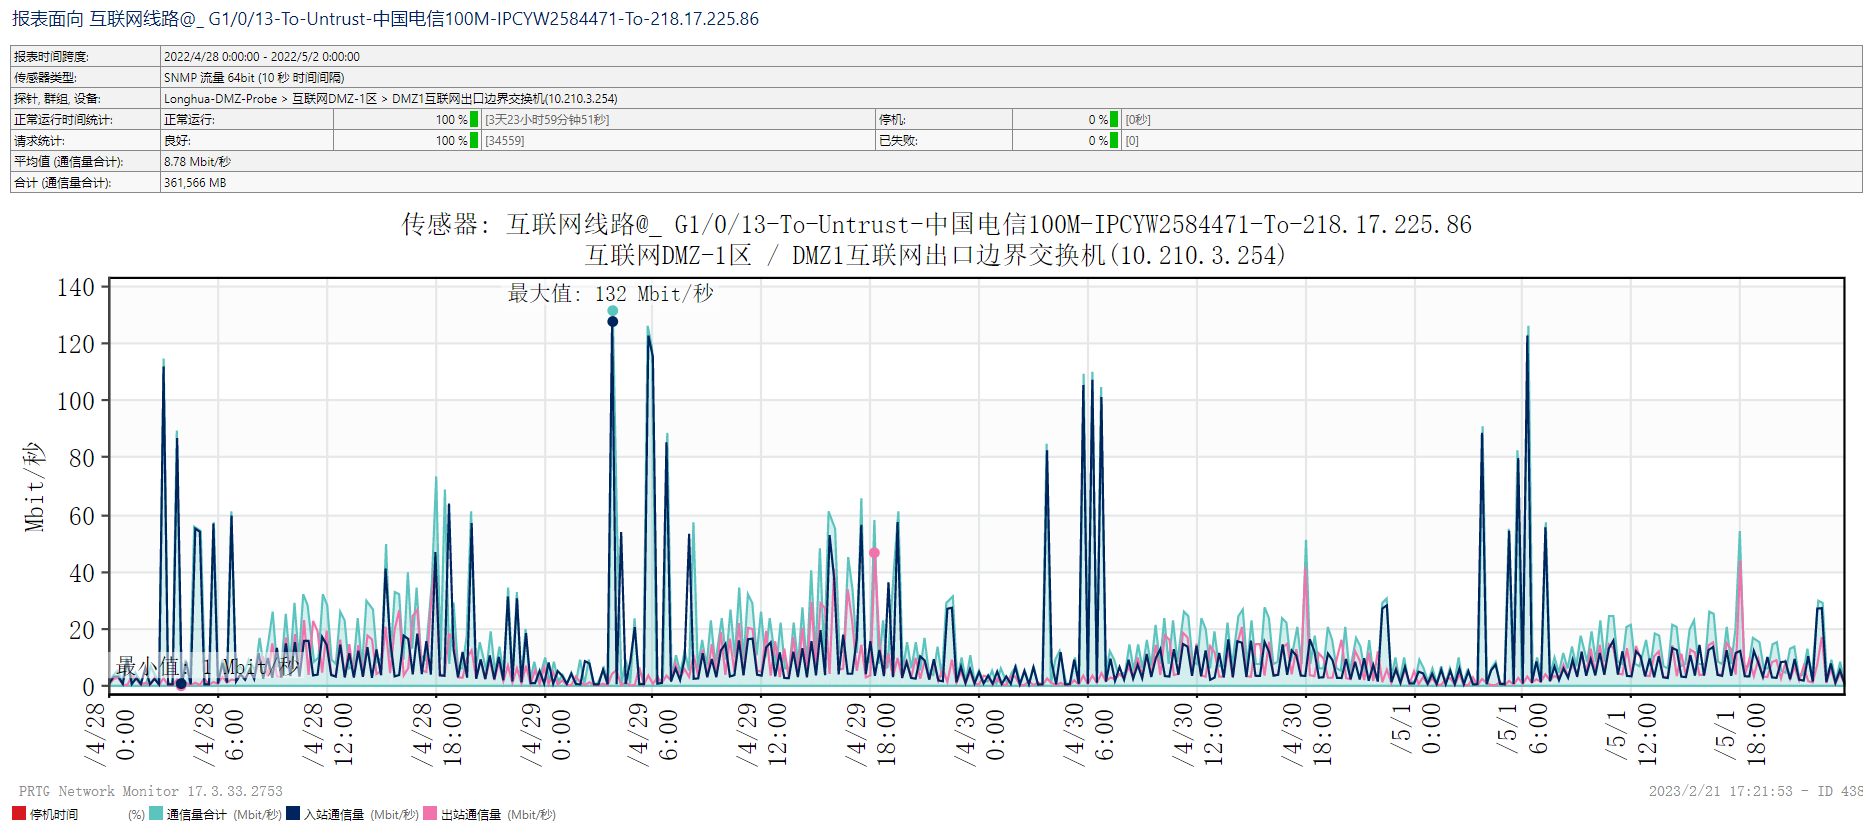 报表面向 互联网线路@_ G1/0/13-To-Untrust-中国电信100M-IPCYW2584471-To-218.17.225.86
报表时间跨度: 2022/4/28 0:00:00 - 2022/5/2 0:00:00
传感器类型: SNMP 流量 64bit (10 秒 时间间隔)
探针, 群组, 设备: Longhua-DMZ-Probe > 互联网DMZ-1区 > DMZ1互联网出口边界交换机(10.210.3.254)
正常运行时间统计: 正常运行: 100 % [3天23小时59分钟51秒] 停机: 0 % [0秒]
请求统计: 良好: 100 % [34559] 已失败: 0 % [0]
平均值 (通信量合计): 8.78 Mbit/秒
合计 (通信量合计): 361,566 MB
传感器: 互联网线路@_ G1/0/13-To-Untrust-中国电信100M-IPCYW2584471-To-218.17.225.86
互联网DMZ-1区 / DMZ1互联网出口边界交换机(10.210.3.254)
最大值: 132 Mbit/秒
最小值: 1 Mbit/秒
Mbit/秒
140
120
100
80
60
40
20
0
/4/28 0:00
/4/28 6:00
/4/28 12:00
/4/28 18:00
/4/29 0:00
/4/29 6:00
/4/29 12:00
/4/29 18:00
/4/30 0:00
/4/30 6:00
/4/30 12:00
/4/30 18:00
/5/1 0:00
/5/1 6:00
/5/1 12:00
/5/1 18:00
PRTG Network Monitor 17.3.33.2753 2023/2/21 17:21:53 - ID 438
停机时间 (%) 通信量合计 (Mbit/秒) 入站通信量 (Mbit/秒) 出站通信量 (Mbit/秒)